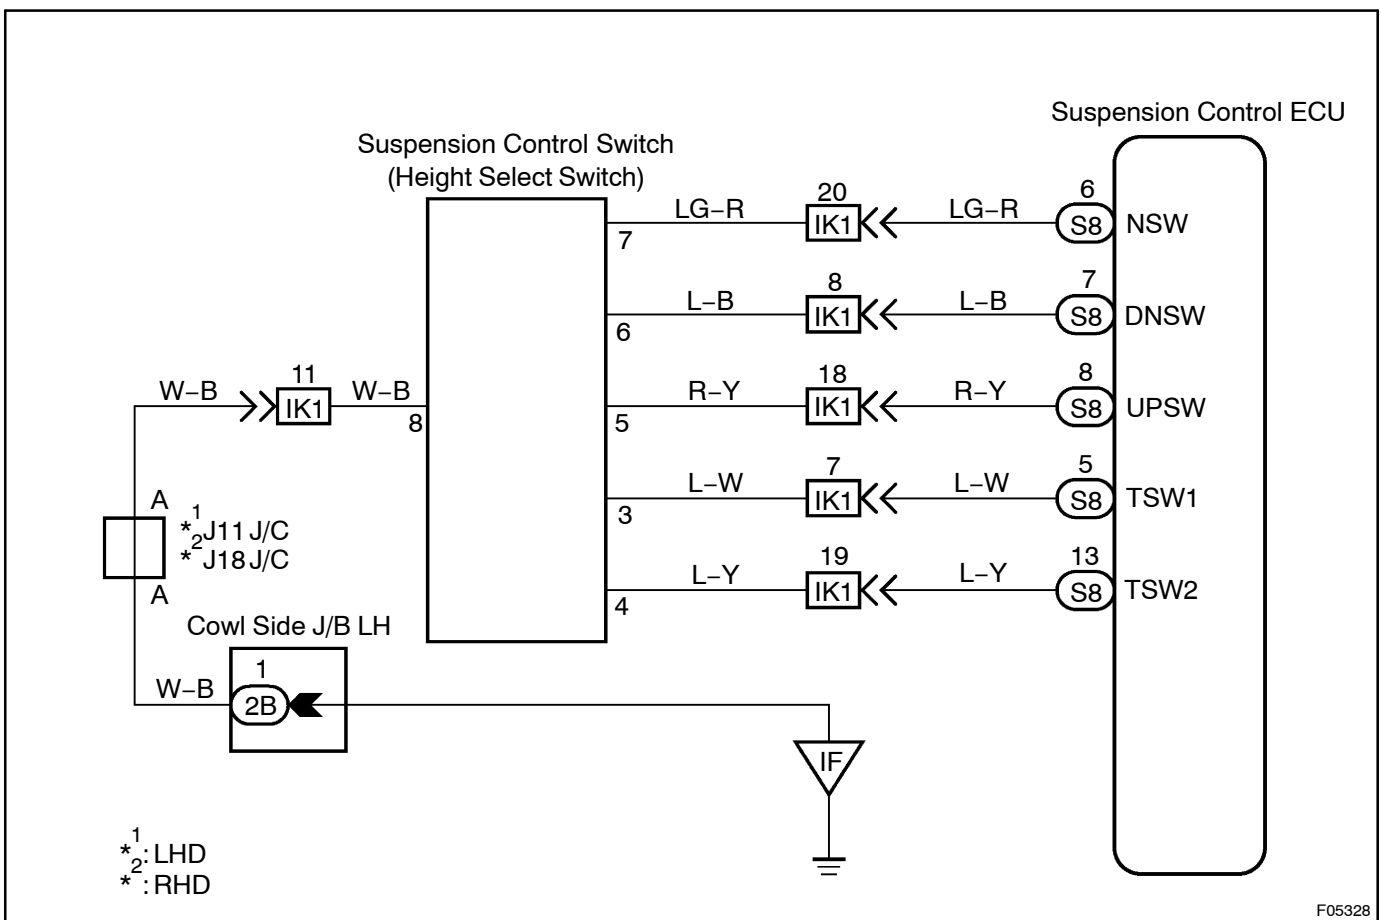 Suspension Control ECU
Suspension Control Switch
(Height Select Switch)
LG–R
20
IK1
LG–R
6
S8
NSW
7
L–B
8
IK1
L–B
7
S8
DNSW
6
W–B
11
IK1
W–B
8
R–Y
18
IK1
R–Y
8
S8
UPSW
5
L–W
7
IK1
L–W
5
S8
TSW1
3
A
*1 J11 J/C
*2 J18 J/C
A
L–Y
19
IK1
L–Y
13
S8
TSW2
4
Cowl Side J/B LH
W–B
1
2B
IF
*1: LHD
*2: RHD
F05328